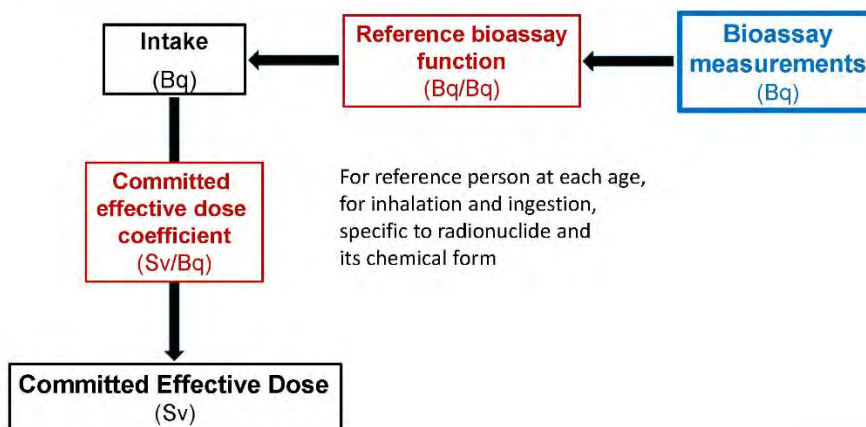 Intake
(Bq)
Reference bioassay
function
(Bq/Bq)
Bioassay
measurements
(Bq)
Committed
effective dose
coefficient
(Sv/Bq)
For reference person at each age,
for inhalation and ingestion,
specific to radionuclide and
its chemical form
Committed Effective Dose
(Sv)